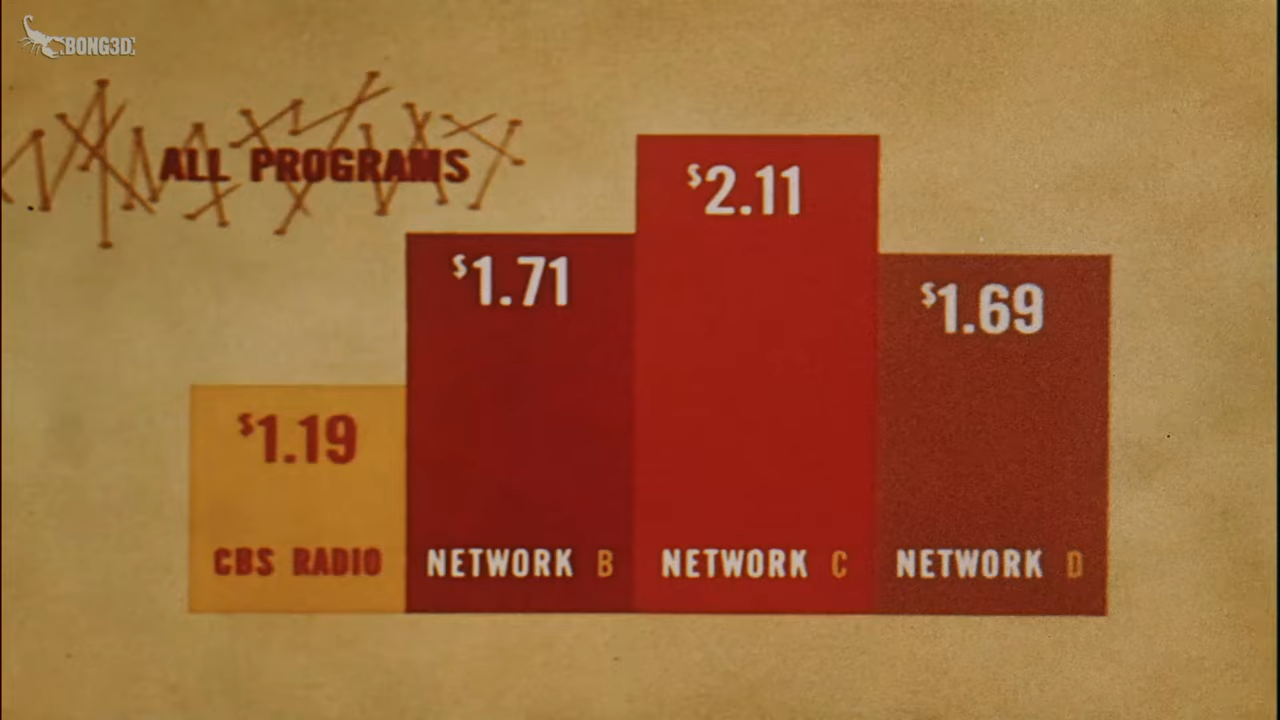 BONG3D
ALL PROGRAMS
$2.11
$1.71
$1.69
$1.19
CBS RADIO
NETWORK B
NETWORK C
NETWORK D